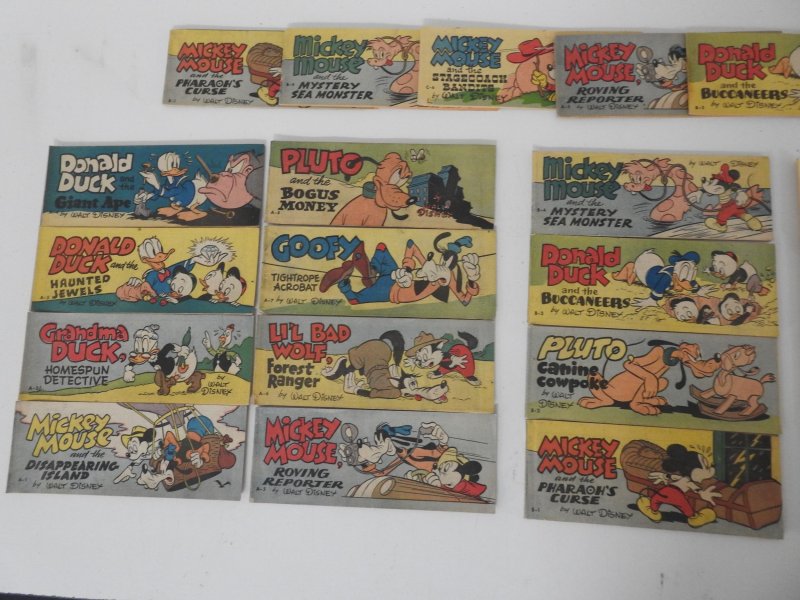 MICKEY
MOUSE
and the
PHARAOH'S
CURSE
by WALT DISNEY
Mickey
Mouse
and the
MYSTERY
SEA MONSTER
MICKEY
MOUSE
and the
STAGECOACH
BANDITS
by WALT DISNEY
MICKEY
MOUSE,
ROVING
REPORTER
Donald
DUCK
and the
BUCCANEERS
by WALT DISNEY
Donald
DUCK and the
Giant Ape
by WALT DISNEY
DONALD
DUCK and the
HAUNTED
JEWELS
by WALT DISNEY
Grandma
DUCK,
HOMESPUN
DETECTIVE
by WALT
DISNEY
MICKEY
MOUSE
and the
DISAPPEARING
ISLAND
by WALT DISNEY
PLUTO
and the
BOGUS
MONEY
DISNEY
GOOFY
TIGHTROPE
ACROBAT
A-7 by WALT DISNEY
LI'L BAD
WOLF,
Forest
Ranger
by WALT DISNEY
MICKEY
MOUSE,
ROVING
REPORTER
by WALT DISNEY
by WALT DISNEY
Mickey
Mouse
and the
MYSTERY
SEA MONSTER
Donald
DUCK
and the
BUCCANEERS
by WALT DISNEY
PLUTO
Canine
Cowpoke
by WALT DISNEY
MICKEY
MOUSE
and the
PHARAOH'S
CURSE
by WALT DISNEY